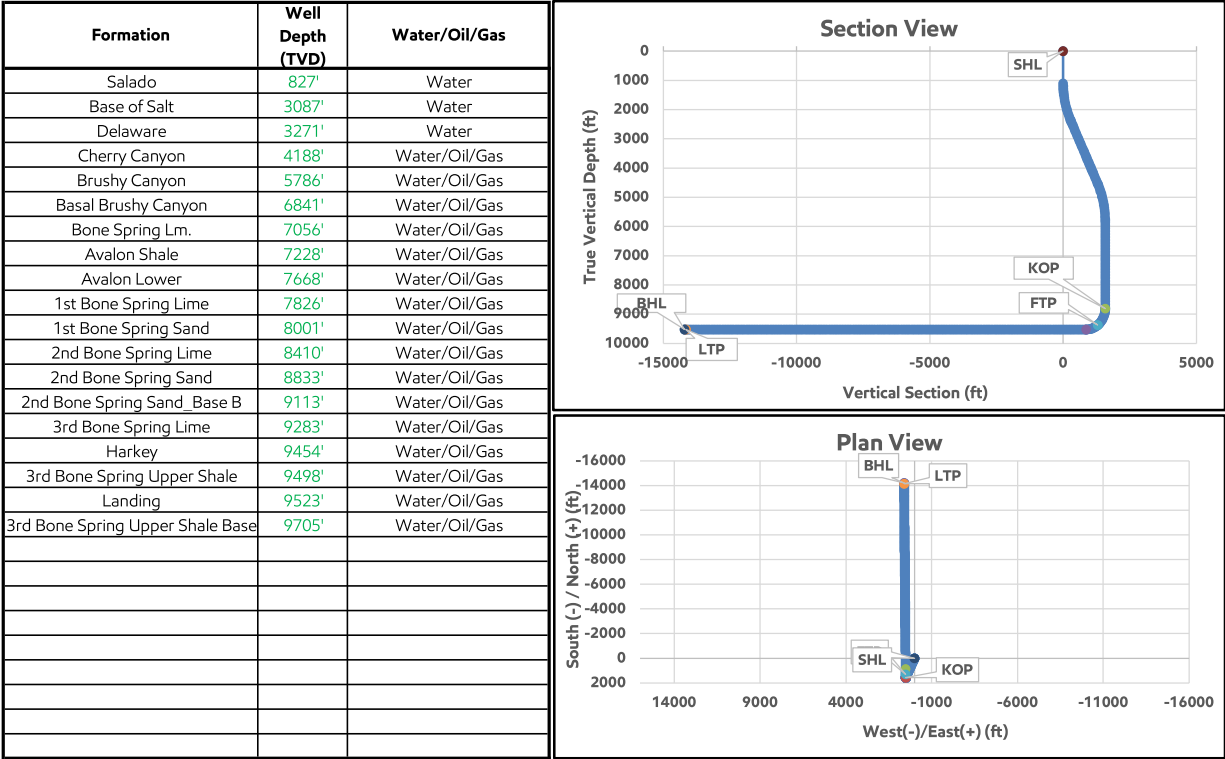 Formation Well Depth (TVD) Water/Oil/Gas
Salado 827' Water
Base of Salt 3087' Water
Delaware 3271' Water
Cherry Canyon 4188' Water/Oil/Gas
Brushy Canyon 5786' Water/Oil/Gas
Basal Brushy Canyon 6841' Water/Oil/Gas
Bone Spring Lm. 7056' Water/Oil/Gas
Avalon Shale 7228' Water/Oil/Gas
Avalon Lower 7668' Water/Oil/Gas
1st Bone Spring Lime 7826' Water/Oil/Gas
1st Bone Spring Sand 8001' Water/Oil/Gas
2nd Bone Spring Lime 8410' Water/Oil/Gas
2nd Bone Spring Sand 8833' Water/Oil/Gas
2nd Bone Spring Sand_Base B 9113' Water/Oil/Gas
3rd Bone Spring Lime 9283' Water/Oil/Gas
Harkey 9454' Water/Oil/Gas
3rd Bone Spring Upper Shale 9498' Water/Oil/Gas
Landing 9523' Water/Oil/Gas
3rd Bone Spring Upper Shale Base 9705' Water/Oil/Gas
Section View
True Vertical Depth (ft)
0
1000
2000
3000
4000
5000
6000
7000
8000
9000
10000
SHL
KOP
FTP
BHL
LTP
-15000 -10000 -5000 0 5000
Vertical Section (ft)
Plan View
South (-) / North (+) (ft)
-16000
-14000
-12000
-10000
-8000
-6000
-4000
-2000
0
2000
BHL
LTP
SHL
KOP
14000 9000 4000 -1000 -6000 -11000 -16000
West(-)/East(+) (ft)